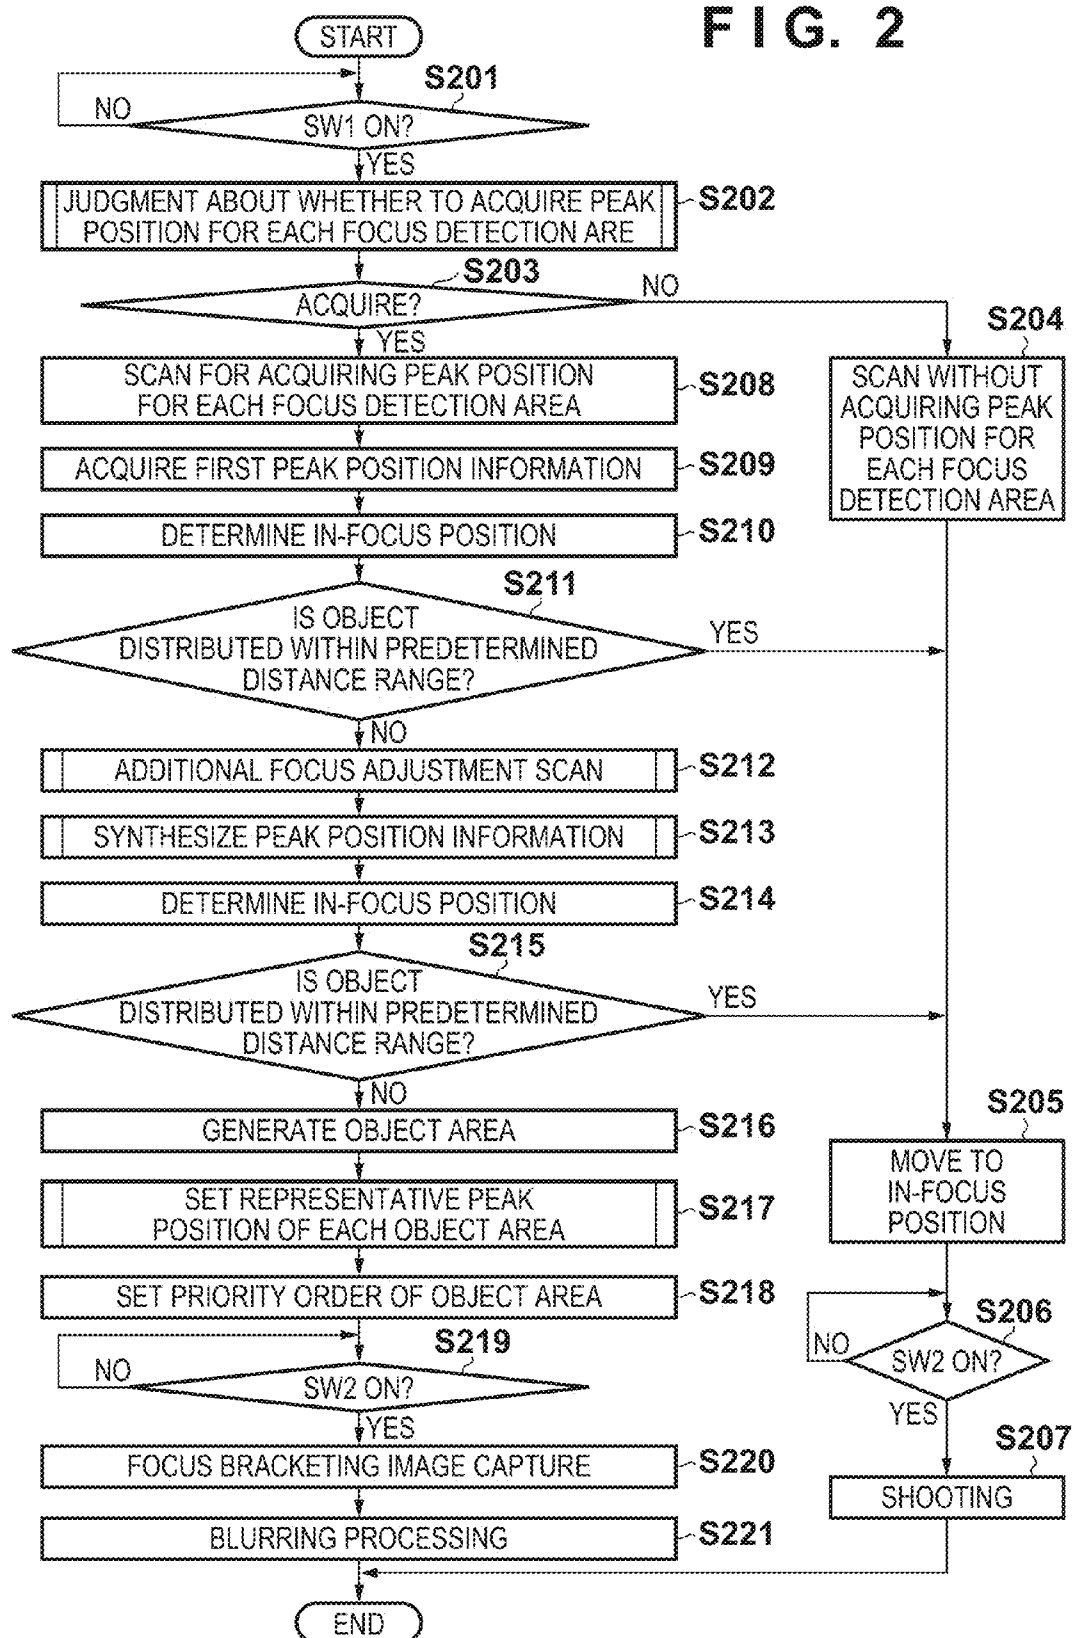 FIG. 2
START
S201
NO
SW1 ON?
YES
JUDGMENT ABOUT WHETHER TO ACQUIRE PEAK
POSITION FOR EACH FOCUS DETECTION ARE
S202
S203
ACQUIRE?
NO
YES
S204
SCAN FOR ACQUIRING PEAK POSITION
FOR EACH FOCUS DETECTION AREA
S208
SCAN WITHOUT
ACQUIRING PEAK
POSITION FOR
EACH FOCUS
DETECTION AREA
ACQUIRE FIRST PEAK POSITION INFORMATION
S209
DETERMINE IN-FOCUS POSITION
S210
S211
IS OBJECT
DISTRIBUTED WITHIN PREDETERMINED
DISTANCE RANGE?
YES
NO
ADDITIONAL FOCUS ADJUSTMENT SCAN
S212
SYNTHESIZE PEAK POSITION INFORMATION
S213
DETERMINE IN-FOCUS POSITION
S214
S215
IS OBJECT
DISTRIBUTED WITHIN PREDETERMINED
DISTANCE RANGE?
YES
NO
GENERATE OBJECT AREA
S216
S205
MOVE TO
IN-FOCUS
POSITION
SET REPRESENTATIVE PEAK
POSITION OF EACH OBJECT AREA
S217
SET PRIORITY ORDER OF OBJECT AREA
S218
S206
NO
SW2 ON?
YES
S219
NO
SW2 ON?
YES
S207
SHOOTING
FOCUS BRACKETING IMAGE CAPTURE
S220
BLURRING PROCESSING
S221
END